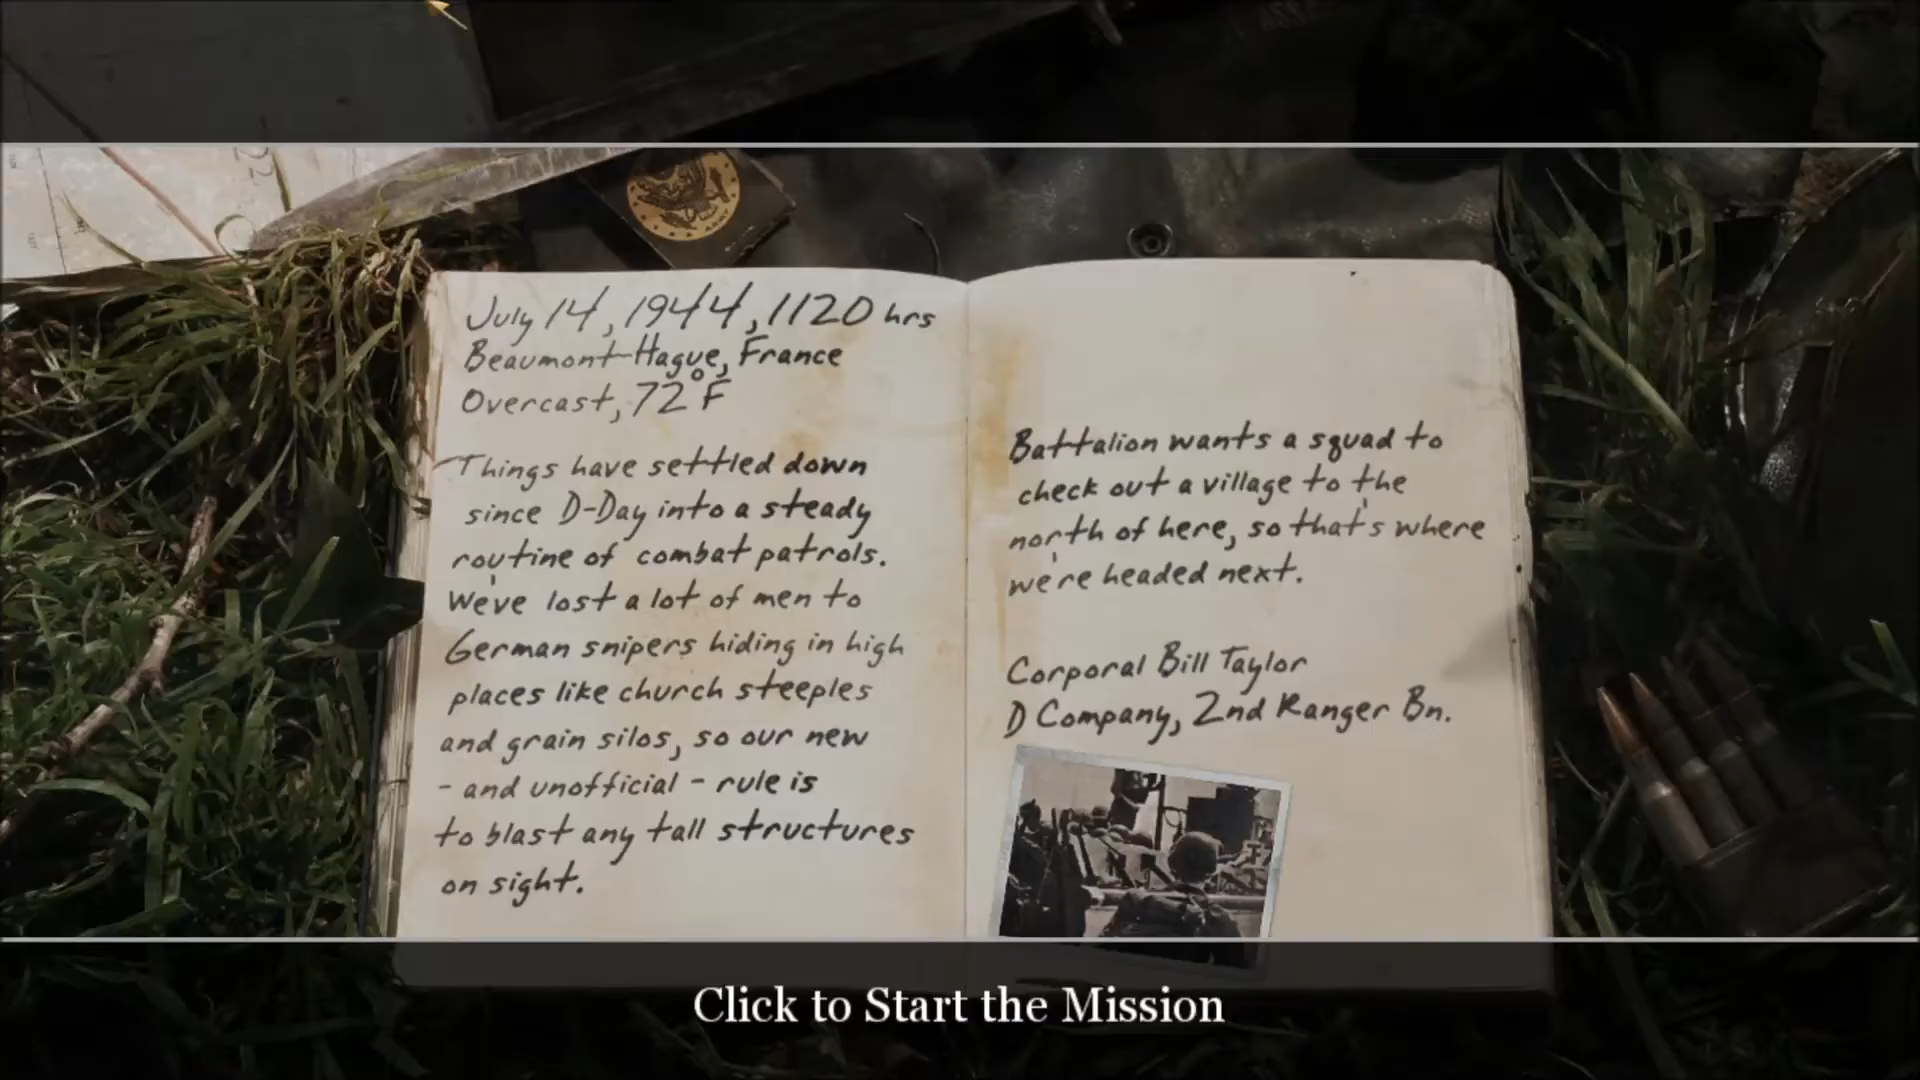 July 14, 1944, 1120 hrs
Beaumont-Hague, France
Overcast, 72°F
Things have settled down
since D-Day into a steady
routine of combat patrols.
We've lost a lot of men to
German snipers hiding in high
places like church steeples
and grain silos, so our new
- and unofficial - rule is
to blast any tall structures
on sight.
Battalion wants a squad to
check out a village to the
north of here, so that's where
we're headed next.
Corporal Bill Taylor
D Company, 2nd Ranger Bn.
Click to Start the Mission